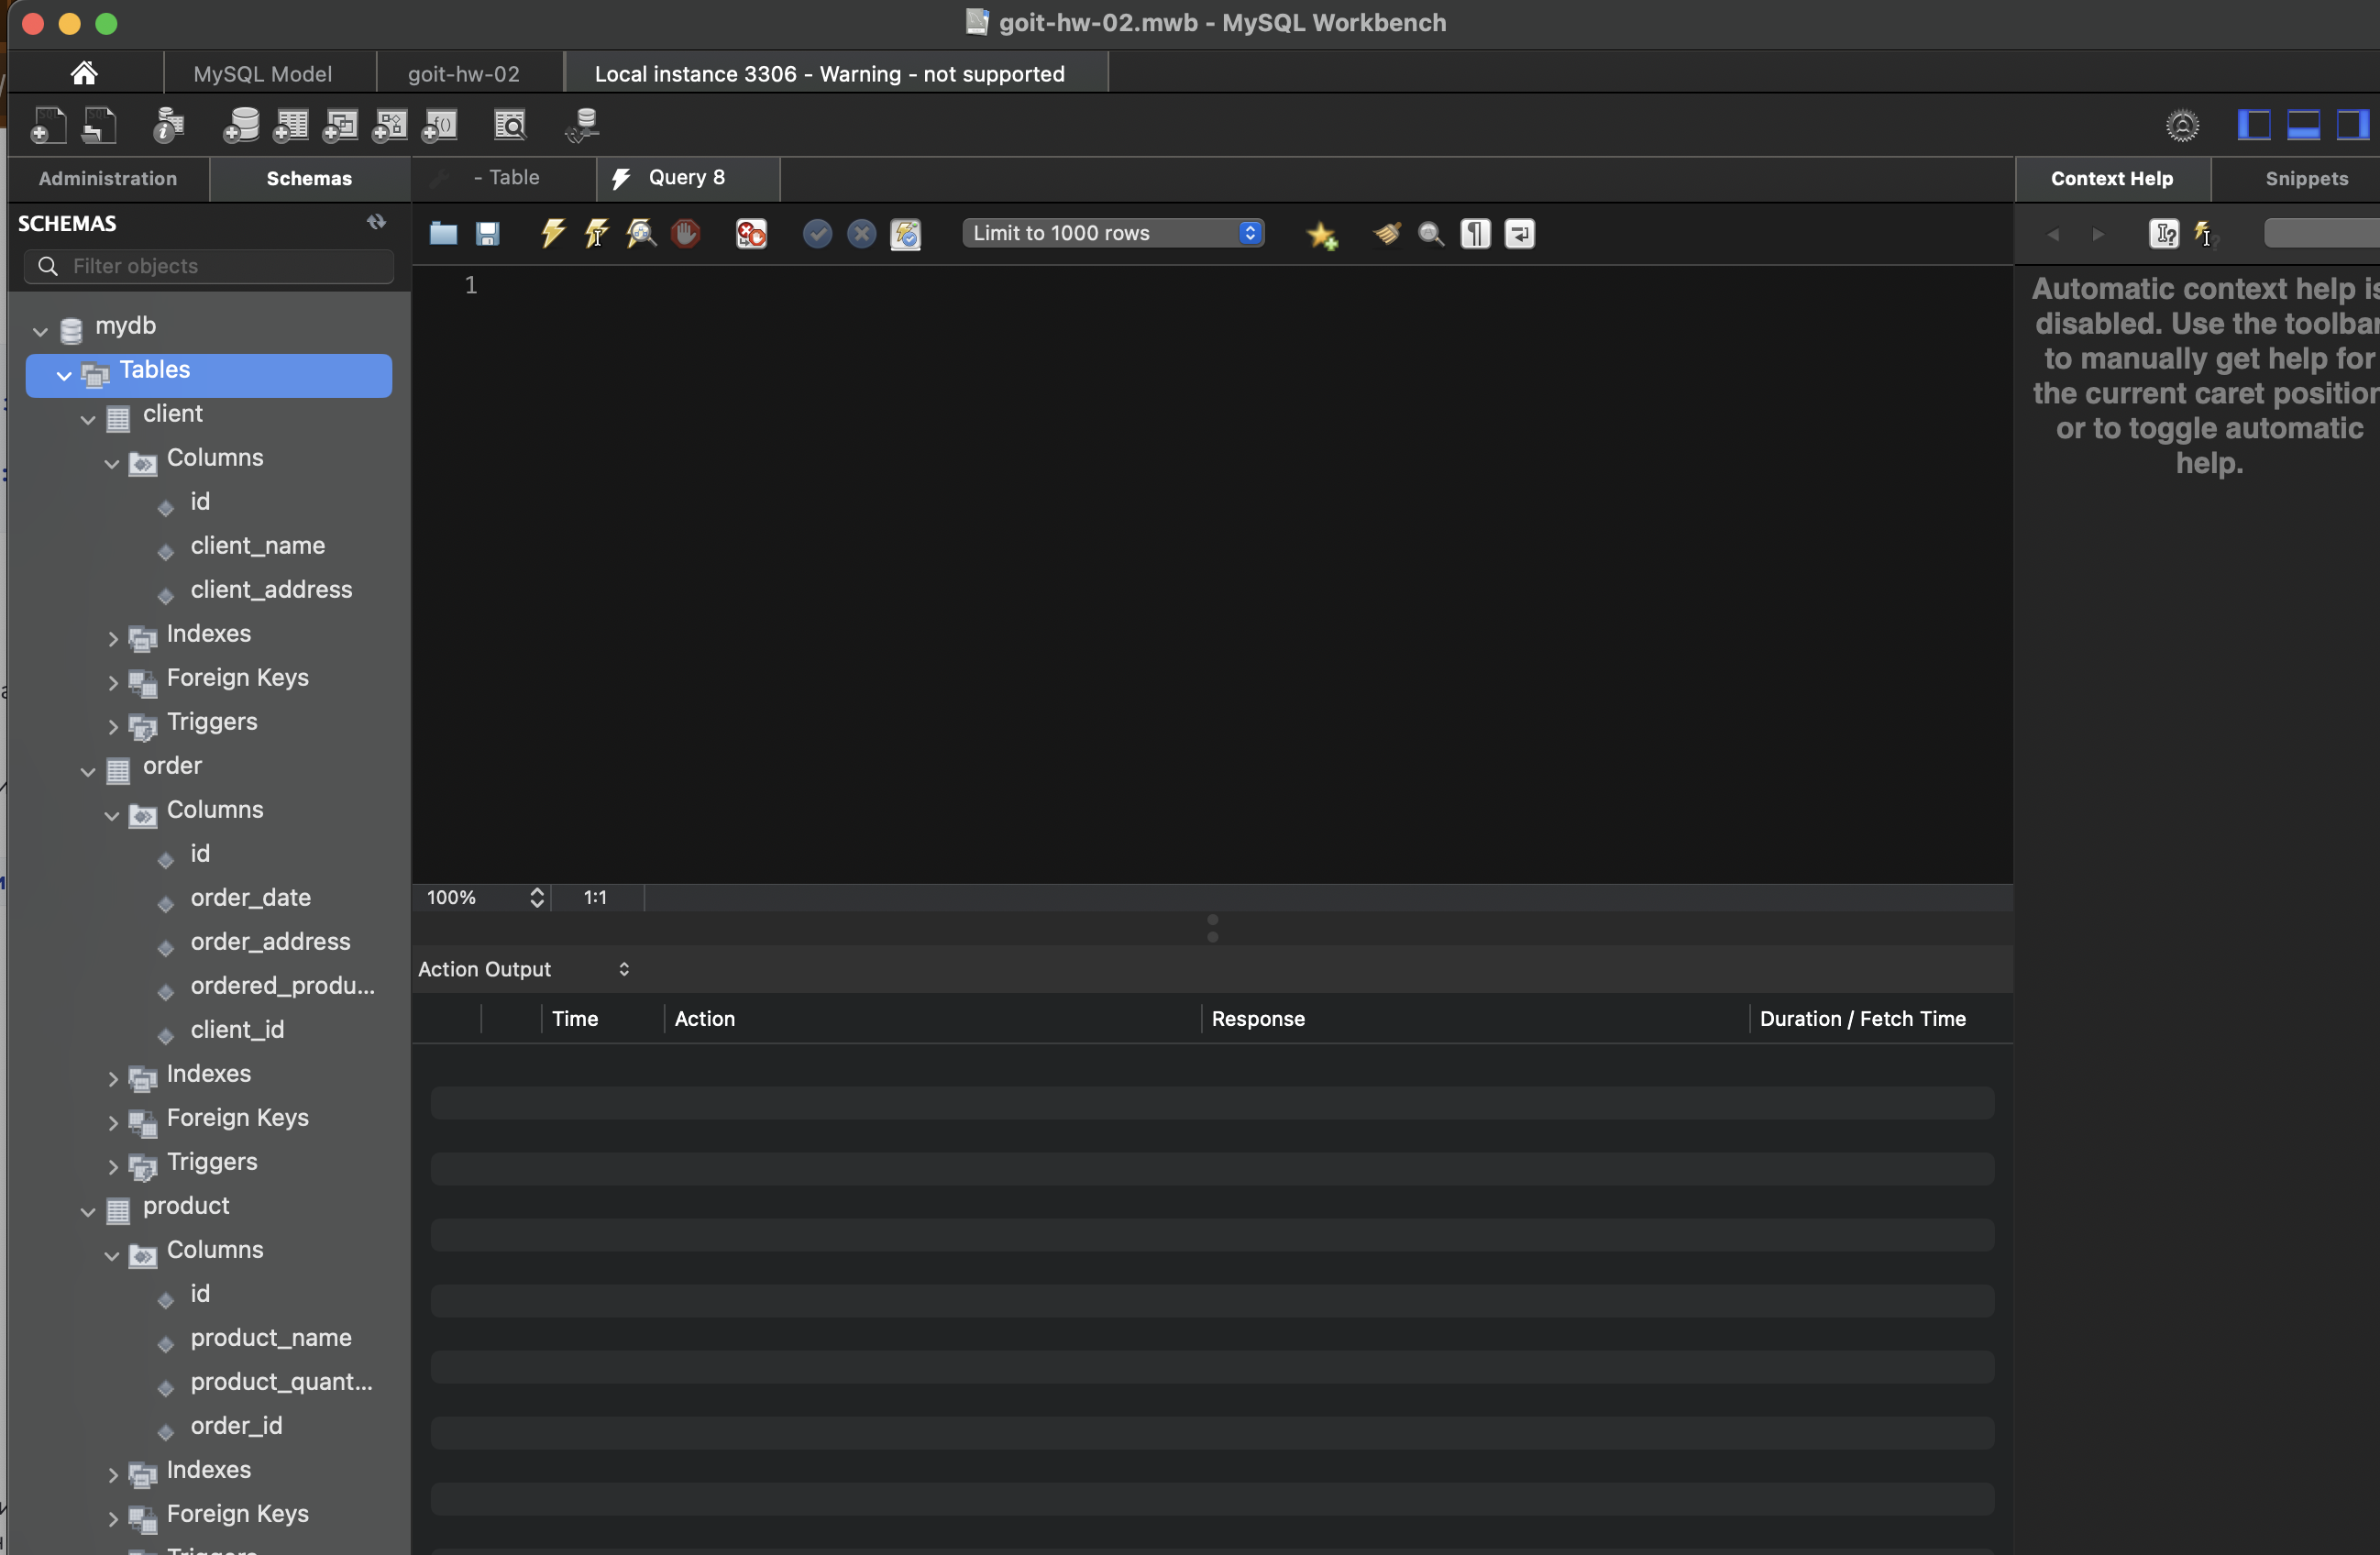 goit-hw-02.mwb - MySQL Workbench
MySQL Model
goit-hw-02
Local instance 3306 - Warning - not supported
Administration
Schemas
- Table
Query 8
Context Help
Snippets
SCHEMAS
Filter objects
Limit to 1000 rows
1
Automatic context help is
disabled. Use the toolbar
to manually get help for
the current caret position
or to toggle automatic
help.
mydb
Tables
client
Columns
id
client_name
client_address
Indexes
Foreign Keys
Triggers
order
Columns
id
order_date
order_address
ordered_produ...
client_id
Indexes
Foreign Keys
Triggers
product
Columns
id
product_name
product_quant...
order_id
Indexes
Foreign Keys
Triggers
100%
1:1
Action Output
Time
Action
Response
Duration / Fetch Time